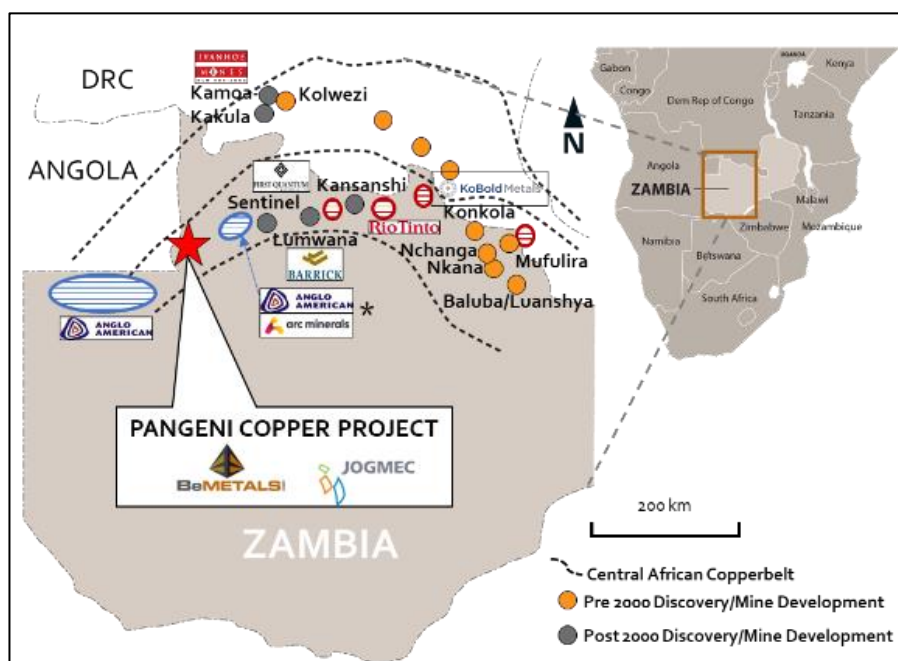 DRC
IVANHOE
MINES
Kamoa
Kolwezi
Kakula
ANGOLA
N
FIRST QUANTUM
Kansanshi
KoBold Metals
Sentinel
RioTinto
Konkola
Lumwana
Nchanga
BARRICK
Nkana
Mufulira
Baluba/Luanshya
ANGLO
AMERICAN
ANGLO
AMERICAN
*
arc minerals
PANGENI COPPER PROJECT
BeMETALS
JOGMEC
ZAMBIA
Gabon
Congo
UGANDA
Kenya
Dem Rep of Congo
Tanzania
Angola
ZAMBIA
Malawi
Mozambique
Zimbabwe
Namibia
Botswana
South Africa
200 km
Central African Copperbelt
Pre 2000 Discovery/Mine Development
Post 2000 Discovery/Mine Development